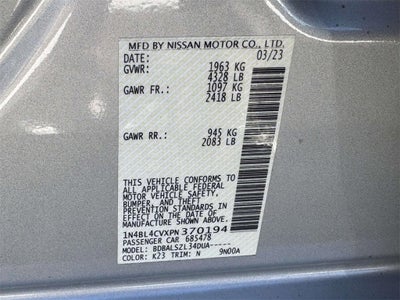 MFD BY NISSAN MOTOR CO., LTD.
DATE: 03/23
GVWR: 1963 KG
4328 LB
GAWR FR: 1097 KG
2418 LB
GAWR RR: 945 KG
2083 LB
THIS VEHICLE CONFORMS TO
ALL APPLICABLE FEDERAL
MOTOR VEHICLE SAFETY,
BUMPER, AND THEFT
PREVENTION STANDARDS
IN EFFECT ON THE DATE OF
MANUFACTURE SHOWN ABOVE.
1N4BL4CVXPN370194
PASSENGER CAR 685478
MODEL: BDBALSZL34DUA-----
COLOR: K23 TRIM: N 9N00A